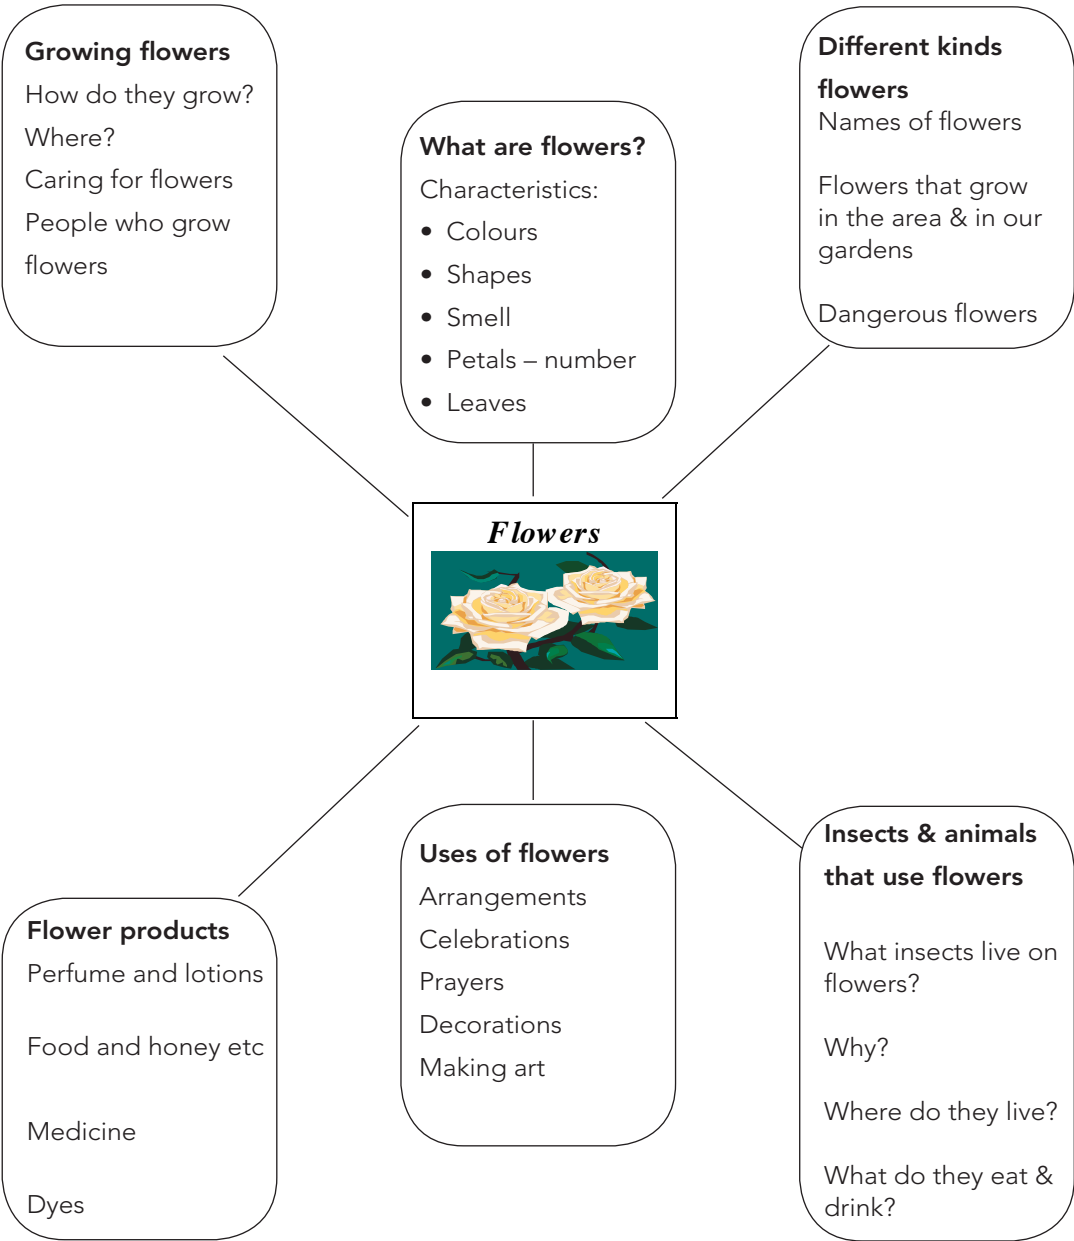 Growing flowers
How do they grow?
Where?
Caring for flowers
People who grow
flowers
What are flowers?
Characteristics:
• Colours
• Shapes
• Smell
• Petals – number
• Leaves
Different kinds
flowers
Names of flowers
Flowers that grow
in the area & in our
gardens
Dangerous flowers
Flowers
Flower products
Perfume and lotions
Food and honey etc
Medicine
Dyes
Uses of flowers
Arrangements
Celebrations
Prayers
Decorations
Making art
Insects & animals
that use flowers
What insects live on
flowers?
Why?
Where do they live?
What do they eat &
drink?